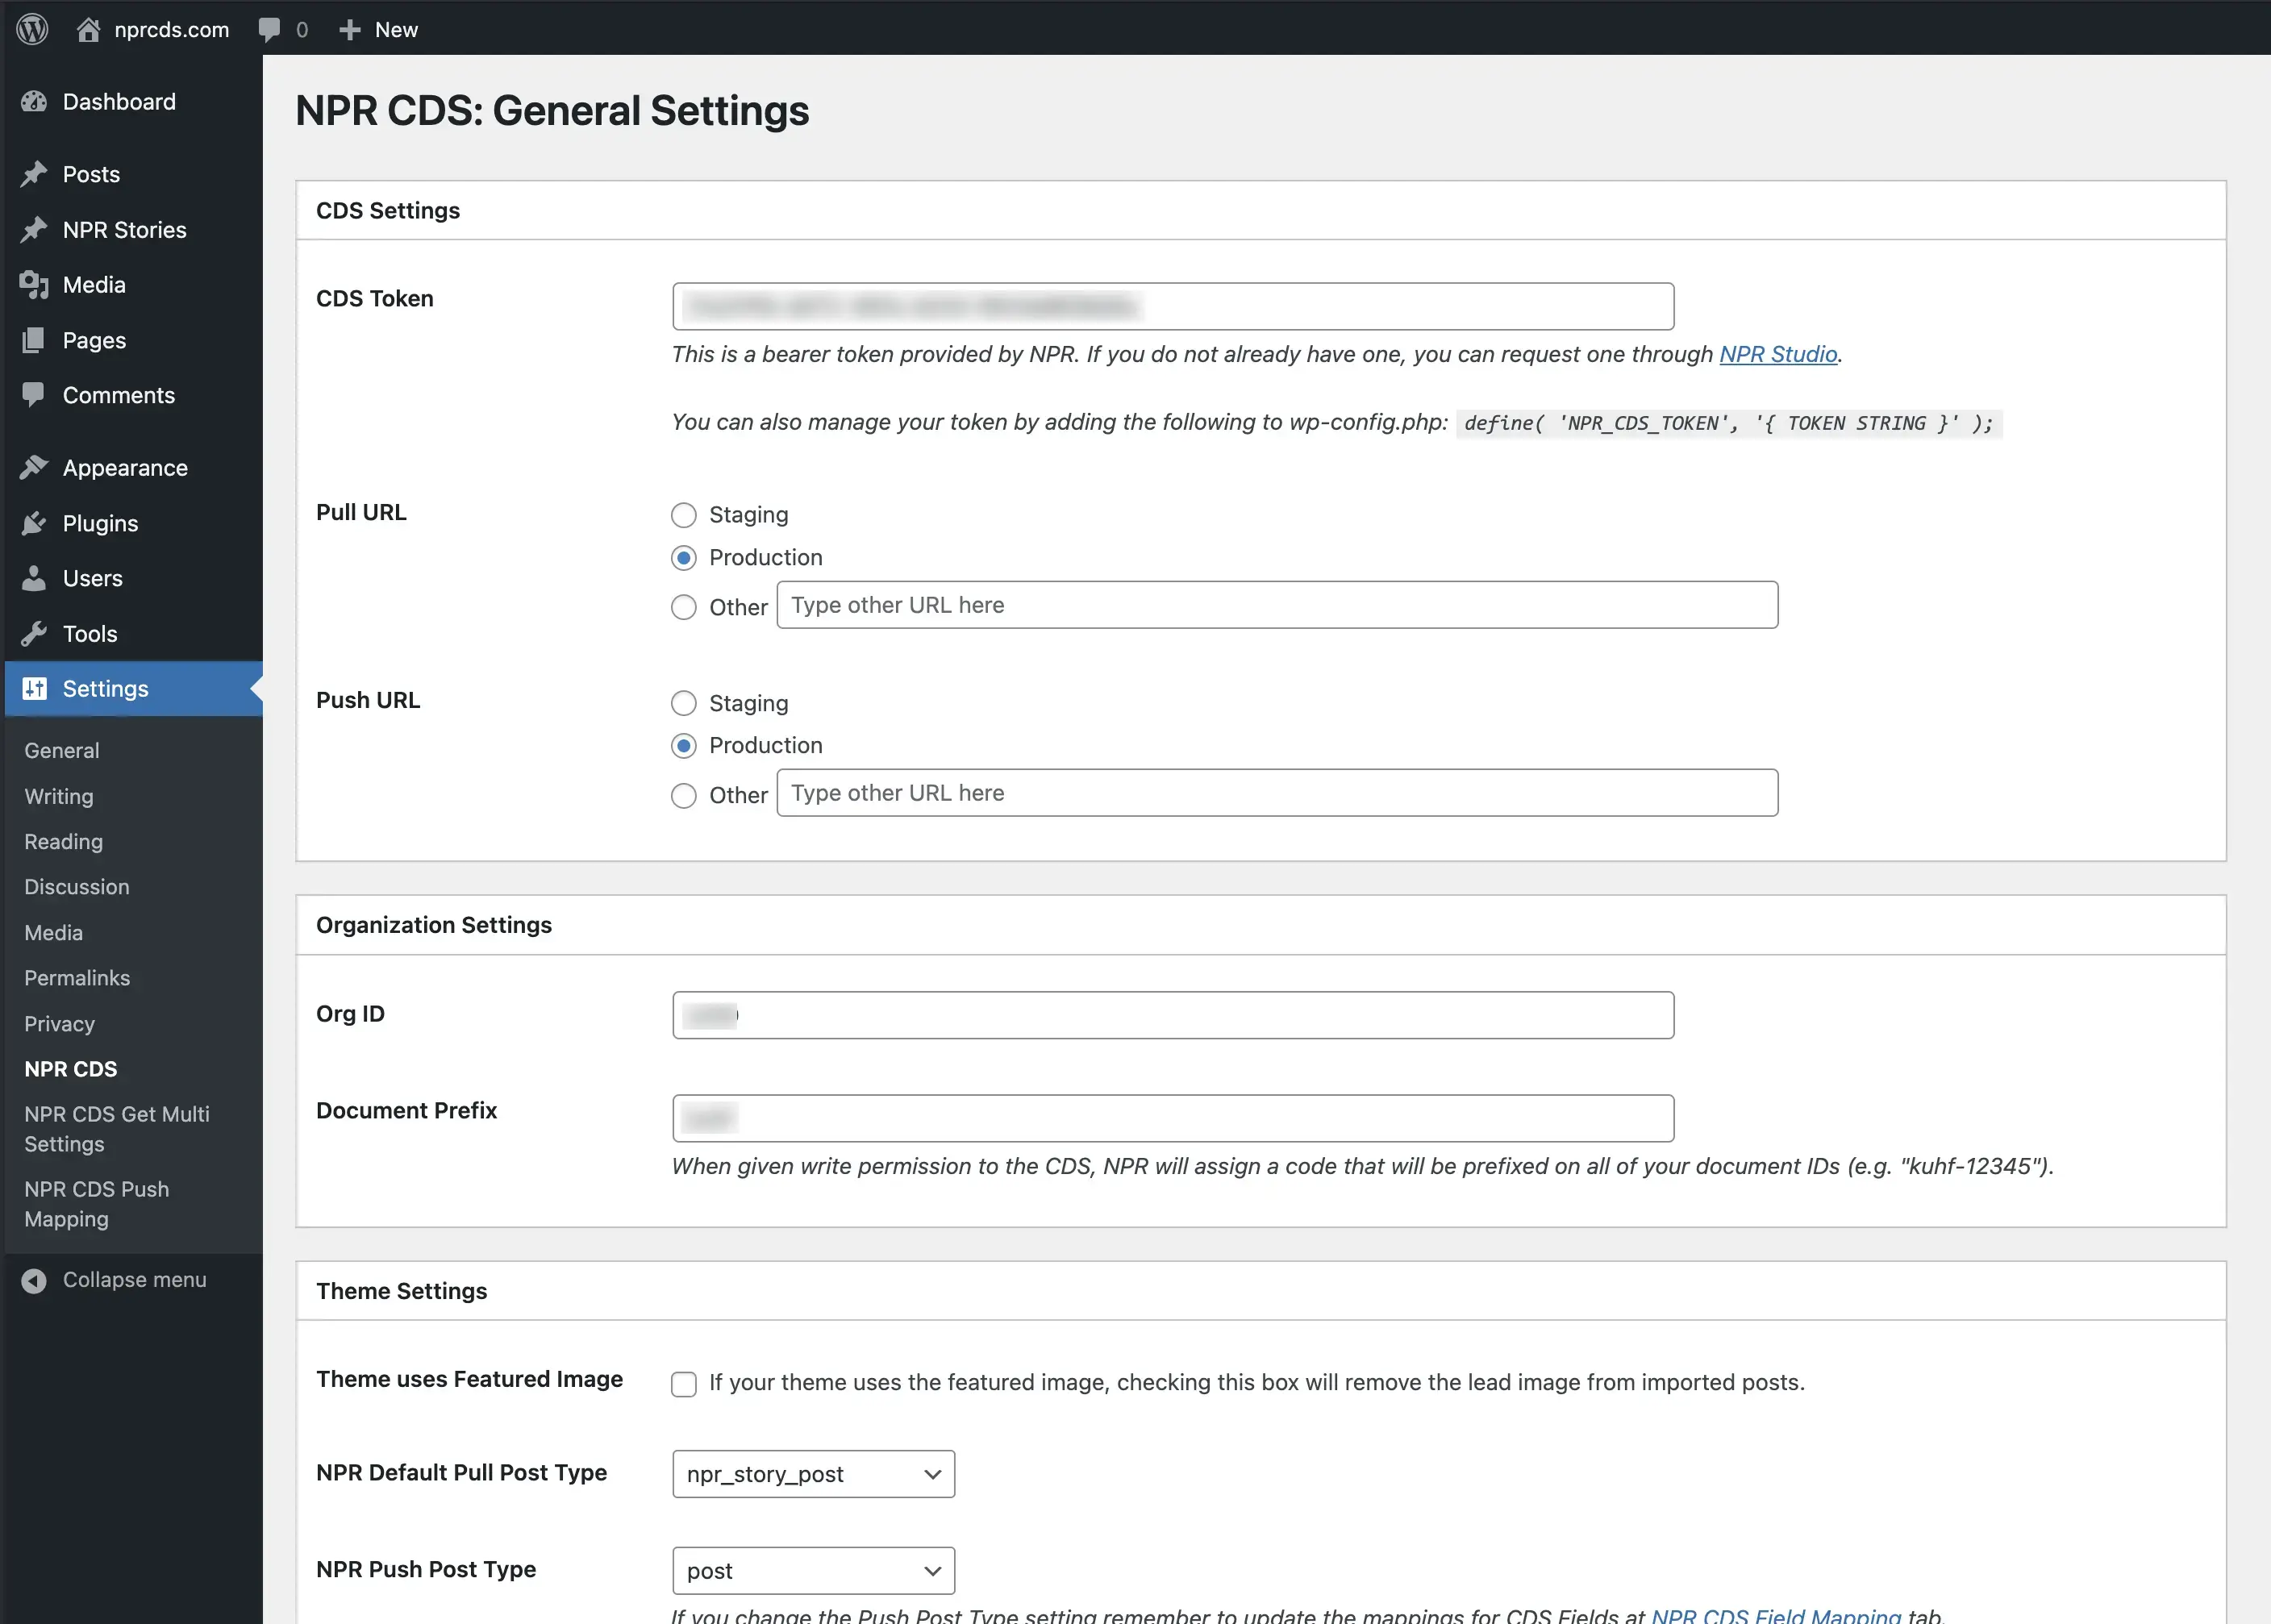 nprcds.com 0 New
Dashboard
Posts
NPR Stories
Media
Pages
Comments
Appearance
Plugins
Users
Tools
Settings
General
Writing
Reading
Discussion
Media
Permalinks
Privacy
NPR CDS
NPR CDS Get Multi
Settings
NPR CDS Push
Mapping
Collapse menu
NPR CDS: General Settings
CDS Settings
CDS Token
This is a bearer token provided by NPR. If you do not already have one, you can request one through NPR Studio.
You can also manage your token by adding the following to wp-config.php: define( 'NPR_CDS_TOKEN', '{ TOKEN STRING }' );
Pull URL
Staging
Production
Other Type other URL here
Push URL
Staging
Production
Other Type other URL here
Organization Settings
Org ID
Document Prefix
When given write permission to the CDS, NPR will assign a code that will be prefixed on all of your document IDs (e.g. "kuhf-12345").
Theme Settings
Theme uses Featured Image If your theme uses the featured image, checking this box will remove the lead image from imported posts.
NPR Default Pull Post Type npr_story_post
NPR Push Post Type post
If you change the Push Post Type setting remember to update the mappings for CDS Fields at NPR CDS Field Mapping tab.